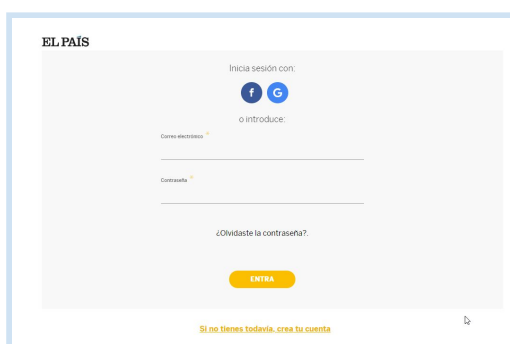 EL PAÍS
Inicia sesión con:
f G
o introduce:
Correo electrónico *
Contraseña *
¿Olvidaste la contraseña?.
ENTRA
Si no tienes todavía, crea tu cuenta